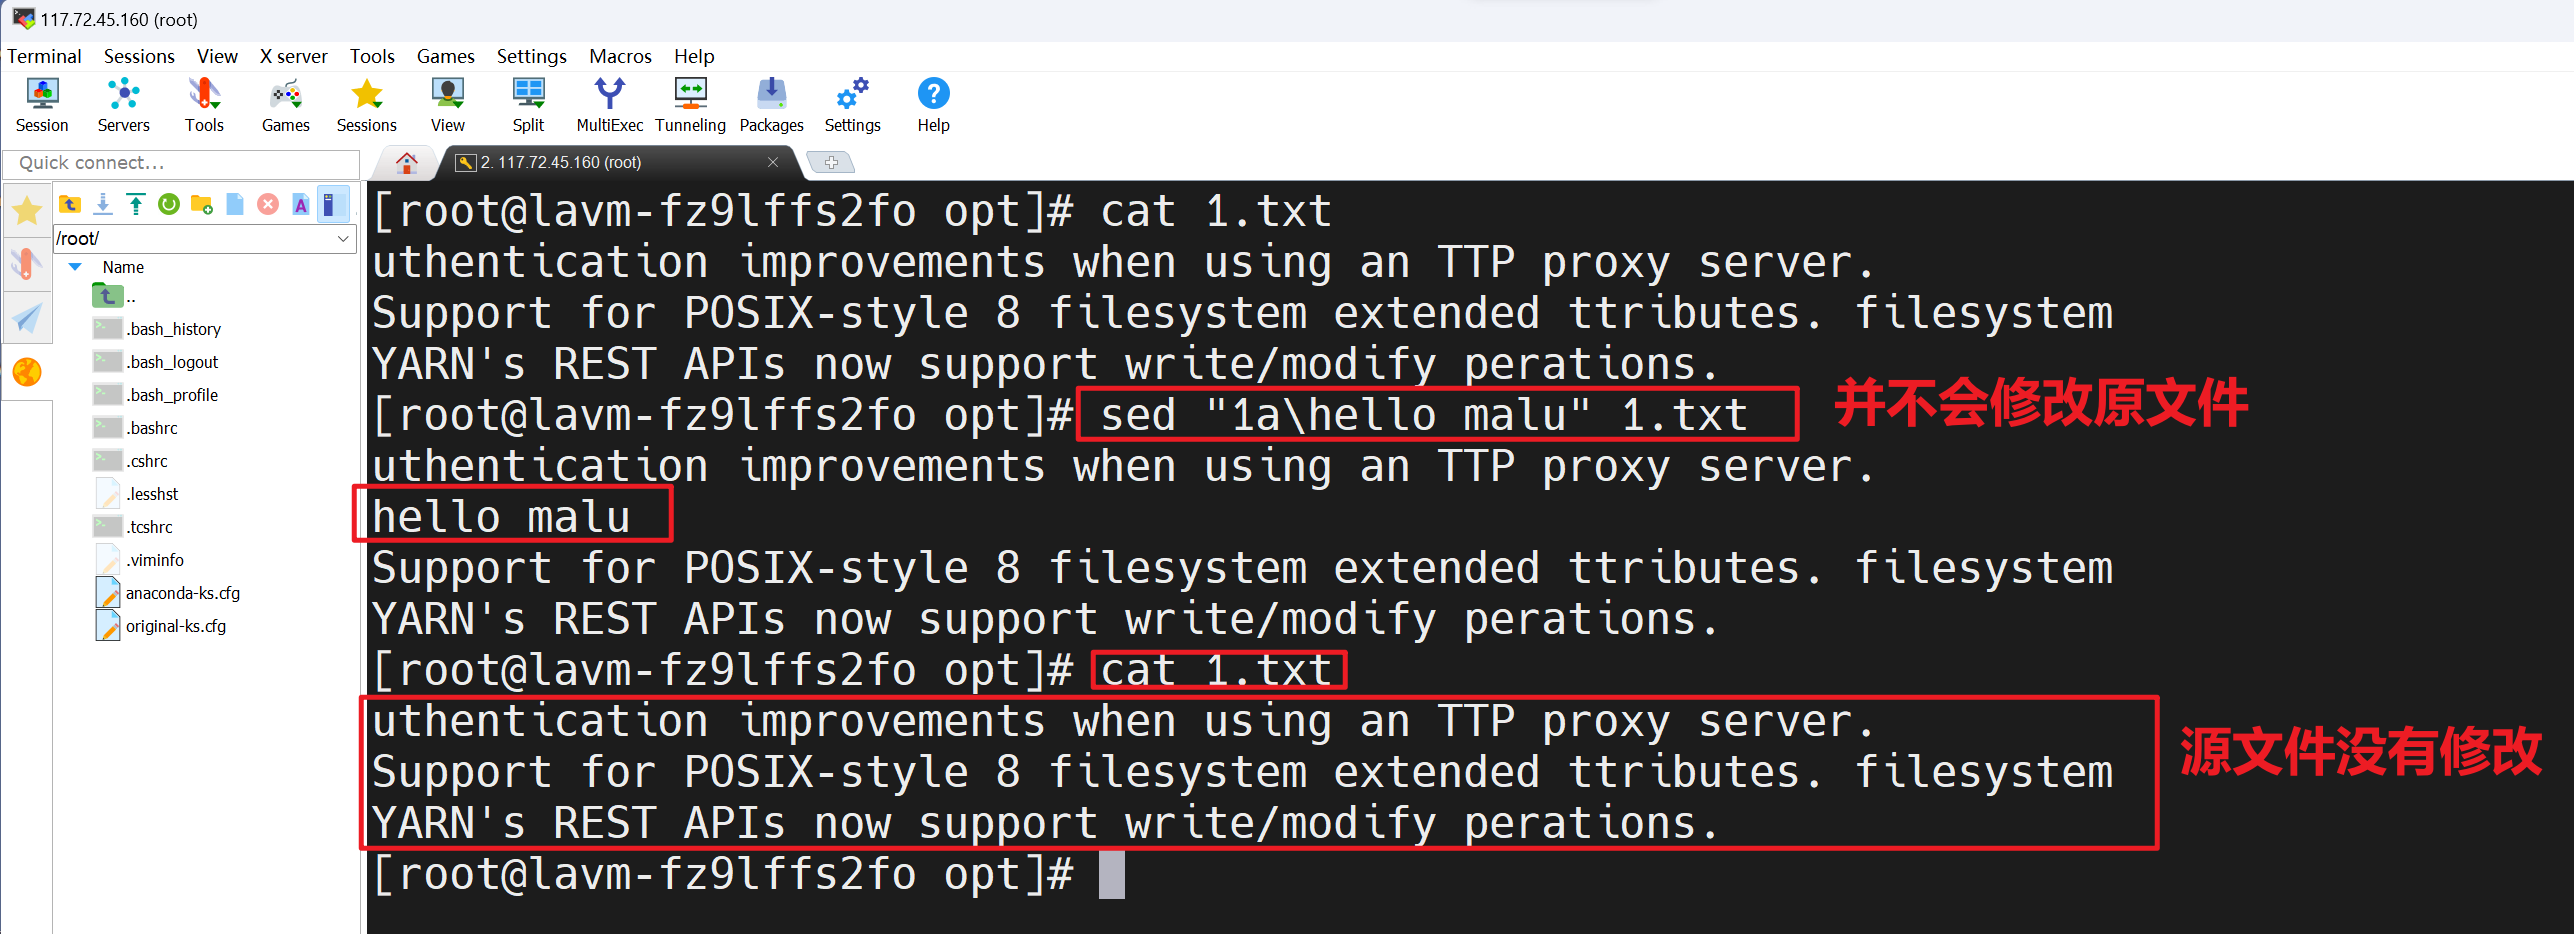 117.72.45.160 (root)
Terminal Sessions View X server Tools Games Settings Macros Help
Session Servers Tools Games Sessions View Split MultiExec Tunneling Packages Settings Help
Quick connect...
2. 117.72.45.160 (root)
/root/
Name
..
.bash_history
.bash_logout
.bash_profile
.bashrc
.cshrc
.lesshst
.tcshrc
.viminfo
anaconda-ks.cfg
original-ks.cfg
[root@lavm-fz9lffs2fo opt]# cat 1.txt
uthentication improvements when using an TTP proxy server.
Support for POSIX-style 8 filesystem extended ttributes. filesystem
YARN's REST APIs now support write/modify perations.
[root@lavm-fz9lffs2fo opt]# sed "1a\hello malu" 1.txt
并不会修改原文件
uthentication improvements when using an TTP proxy server.
hello malu
Support for POSIX-style 8 filesystem extended ttributes. filesystem
YARN's REST APIs now support write/modify perations.
[root@lavm-fz9lffs2fo opt]# cat 1.txt
uthentication improvements when using an TTP proxy server.
Support for POSIX-style 8 filesystem extended ttributes. filesystem
YARN's REST APIs now support write/modify perations.
源文件没有修改
[root@lavm-fz9lffs2fo opt]#